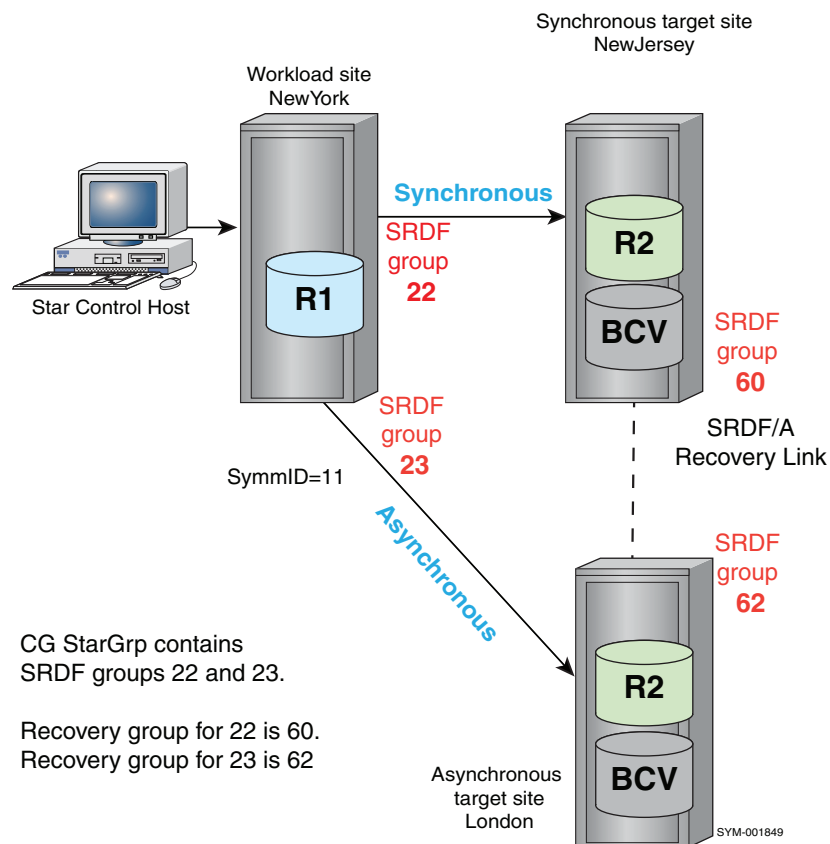 Synchronous target site
NewJersey
Workload site
NewYork
Synchronous
SRDF
group
22
R2
R1
BCV
Star Control Host
SRDF
group
60
SRDF
group
23
SRDF/A
Recovery Link
SymmID=11
Asynchronous
SRDF
group
62
CG StarGrp contains
SRDF groups 22 and 23.
Recovery group for 22 is 60.
Recovery group for 23 is 62
R2
BCV
Asynchronous
target site
London
SYM-001849